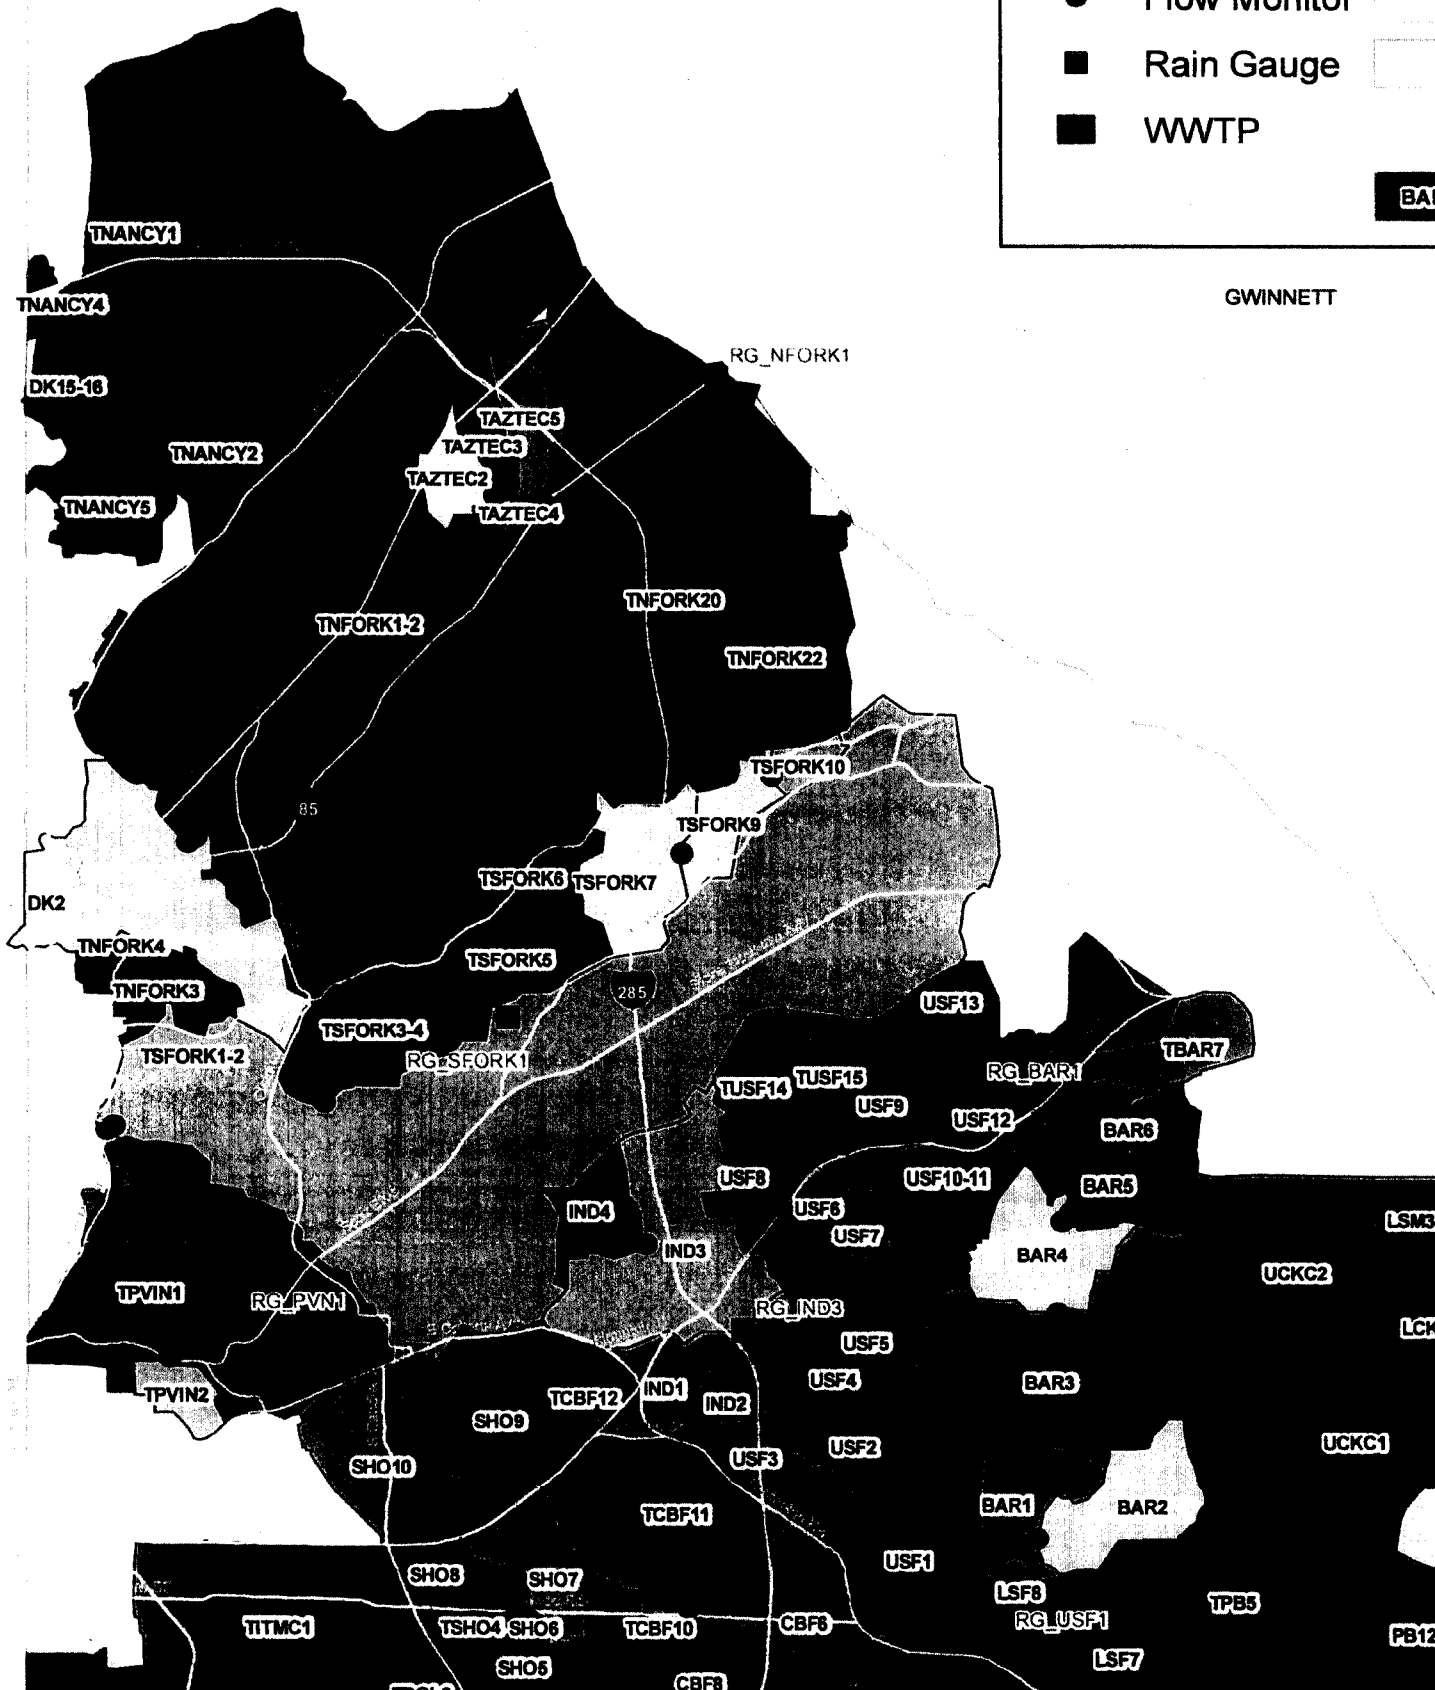 Flow Monitor
Rain Gauge
WWTP
TNANCY1
GWINNETT
TNANCY4
RG_NFORK1
DK15-16
TAZTEC5
TAZTEC3
TNANCY2
TAZTEC2
TNANCY5
TAZTEC4
TNFORK20
TNFORK1-2
TNFORK22
TSFORK10
85
TSFORK9
TSFORK6
TSFORK7
DK2
TNFORK4
TSFORK5
TNFORK3
285
USF13
TSFORK3-4
TSFORK1-2
RG_SFORK1
TBAR7
RG_BAR1
TUSF14
TUSF15
USF9
USF12
BAR6
USF8
USF10-11
BAR5
IND4
USF6
LSM3
USF7
IND3
BAR4
UCKC2
TPVIN1
RG_PVN1
RG_IND3
USF5
USF4
BAR3
TPVIN2
TCBF12
IND1
IND2
SHO9
USF2
UCKC1
USF3
SHO10
BAR1
BAR2
TCBF11
USF1
SHO8
SHO7
LSF8
TPB5
RG_USF1
TITMC1
TSHO4
SHO6
TCBF10
CBF6
PB12
LSF7
SHO5
CBF8